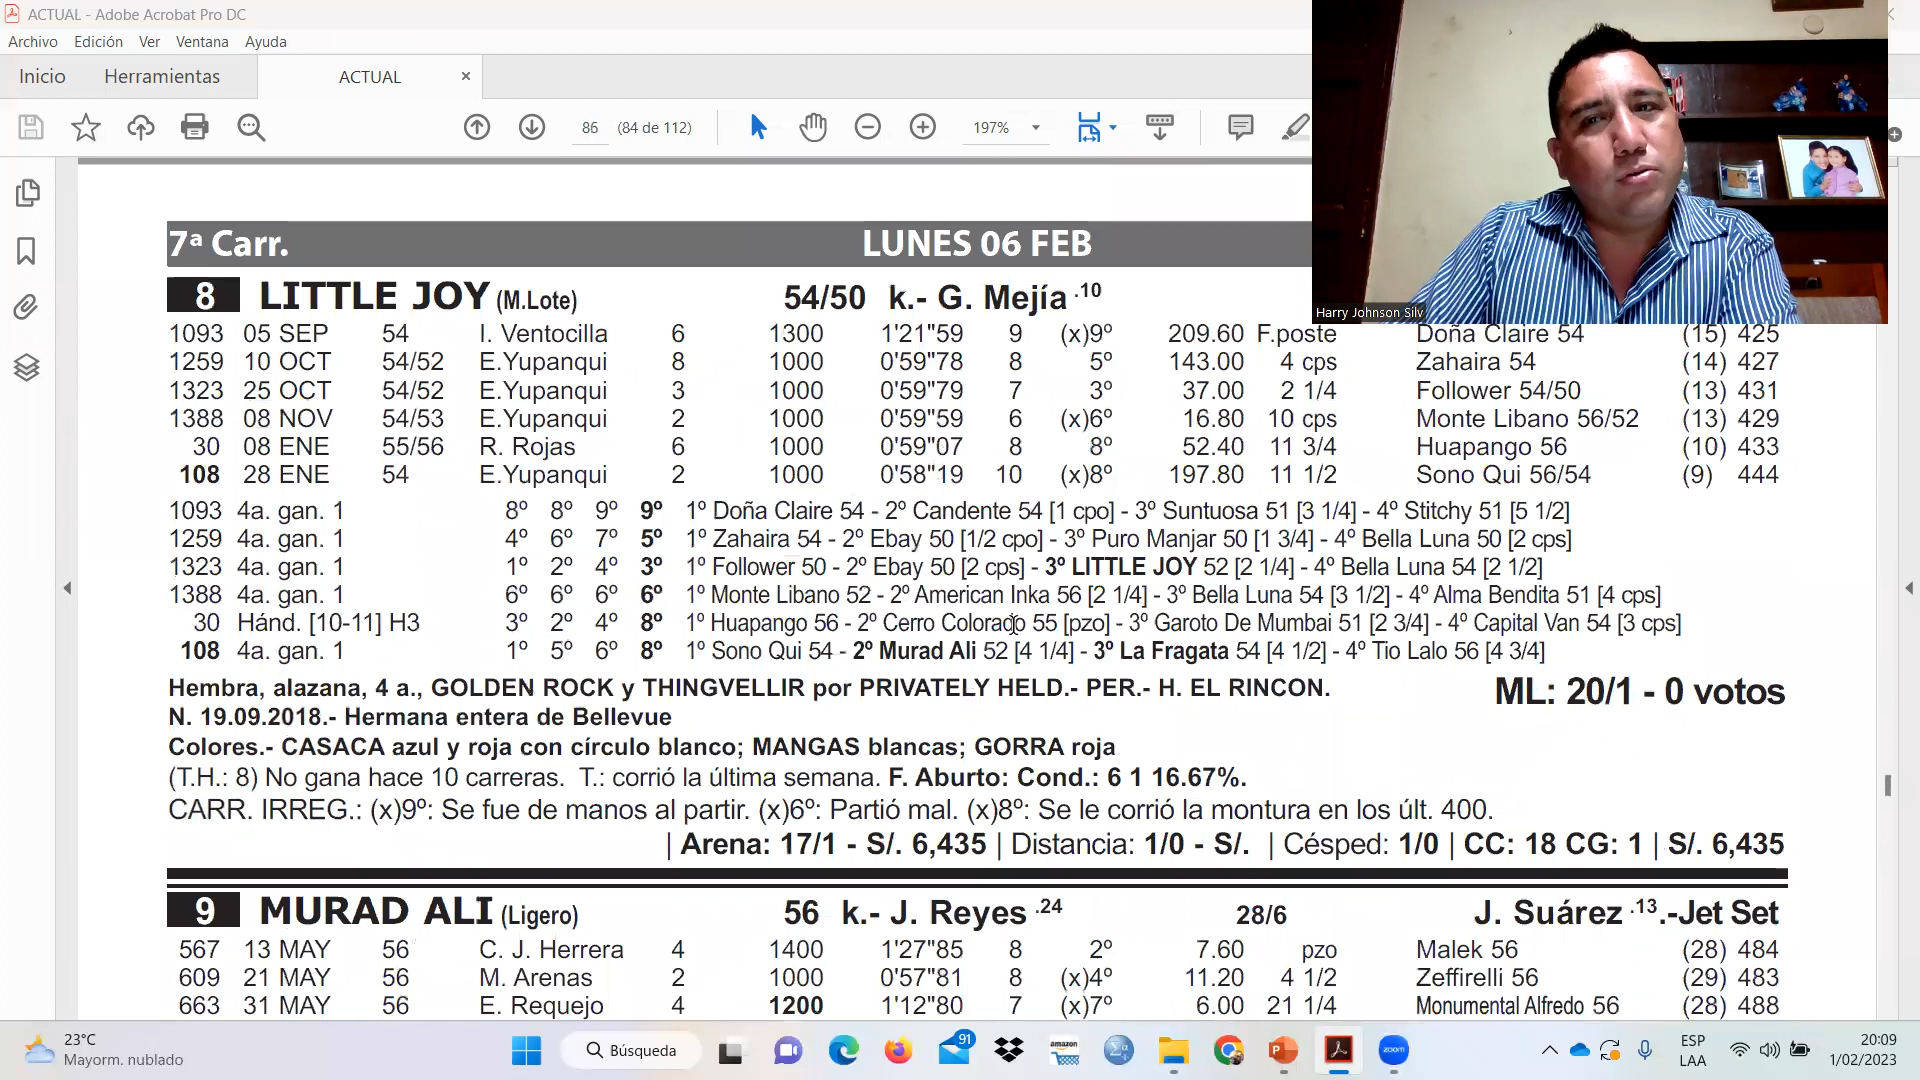 ACTUAL - Adobe Acrobat Pro DC
Archivo Edición Ver Ventana Ayuda
Inicio Herramientas ACTUAL ×
86 (84 de 112) 197%
7ª Carr. LUNES 06 FEB
8 LITTLE JOY (M.Lote) 54/50 k.- G. Mejía .10
1093 05 SEP 54 I. Ventocilla 6 1300 1'21"59 9 (x)9º 209.60 F.poste Doña Claire 54 (15) 425
1259 10 OCT 54/52 E.Yupanqui 8 1000 0'59"78 8 5º 143.00 4 cps Zahaira 54 (14) 427
1323 25 OCT 54/52 E.Yupanqui 3 1000 0'59"79 7 3º 37.00 2 1/4 Follower 54/50 (13) 431
1388 08 NOV 54/53 E.Yupanqui 2 1000 0'59"59 6 (x)6º 16.80 10 cps Monte Libano 56/52 (13) 429
30 08 ENE 55/56 R. Rojas 6 1000 0'59"07 8 8º 52.40 11 3/4 Huapango 56 (10) 433
108 28 ENE 54 E.Yupanqui 2 1000 0'58"19 10 (x)8º 197.80 11 1/2 Sono Qui 56/54 (9) 444
1093 4a. gan. 1 8º 8º 9º 9º 1º Doña Claire 54 - 2º Candente 54 [1 cpo] - 3º Suntuosa 51 [3 1/4] - 4º Stitchy 51 [5 1/2]
1259 4a. gan. 1 4º 6º 7º 5º 1º Zahaira 54 - 2º Ebay 50 [1/2 cpo] - 3º Puro Manjar 50 [1 3/4] - 4º Bella Luna 50 [2 cps]
1323 4a. gan. 1 1º 2º 4º 3º 1º Follower 50 - 2º Ebay 50 [2 cps] - 3º LITTLE JOY 52 [2 1/4] - 4º Bella Luna 54 [2 1/2]
1388 4a. gan. 1 6º 6º 6º 6º 1º Monte Libano 52 - 2º American Inka 56 [2 1/4] - 3º Bella Luna 54 [3 1/2] - 4º Alma Bendita 51 [4 cps]
30 Hánd. [10-11] H3 3º 2º 4º 8º 1º Huapango 56 - 2º Cerro Colorado 55 [pzo] - 3º Garoto De Mumbai 51 [2 3/4] - 4º Capital Van 54 [3 cps]
108 4a. gan. 1 1º 5º 6º 8º 1º Sono Qui 54 - 2º Murad Ali 52 [4 1/4] - 3º La Fragata 54 [4 1/2] - 4º Tio Lalo 56 [4 3/4]
Hembra, alazana, 4 a., GOLDEN ROCK y THINGVELLIR por PRIVATELY HELD.- PER.- H. EL RINCON. ML: 20/1 - 0 votos
N. 19.09.2018.- Hermana entera de Bellevue
Colores.- CASACA azul y roja con círculo blanco; MANGAS blancas; GORRA roja
(T.H.: 8) No gana hace 10 carreras. T.: corrió la última semana. F. Aburto: Cond.: 6 1 16.67%.
CARR. IRREG.: (x)9º: Se fue de manos al partir. (x)6º: Partió mal. (x)8º: Se le corrió la montura en los últ. 400.
| Arena: 17/1 - S/. 6,435 | Distancia: 1/0 - S/. | Césped: 1/0 | CC: 18 CG: 1 | S/. 6,435
9 MURAD ALI (Ligero) 56 k.- J. Reyes .24 28/6 J. Suárez .13.-Jet Set
567 13 MAY 56 C. J. Herrera 4 1400 1'27"85 8 2º 7.60 pzo Malek 56 (28) 484
609 21 MAY 56 M. Arenas 2 1000 0'57"81 8 (x)4º 11.20 4 1/2 Zeffirelli 56 (29) 483
663 31 MAY 56 E. Requejo 4 1200 1'12"80 7 (x)7º 6.00 21 1/4 Monumental Alfredo 56 (28) 488
Harry Johnson Silv
23°C
Mayorm. nublado
Búsqueda
91
amazon
zoom
ESP
LAA
20:09
1/02/2023